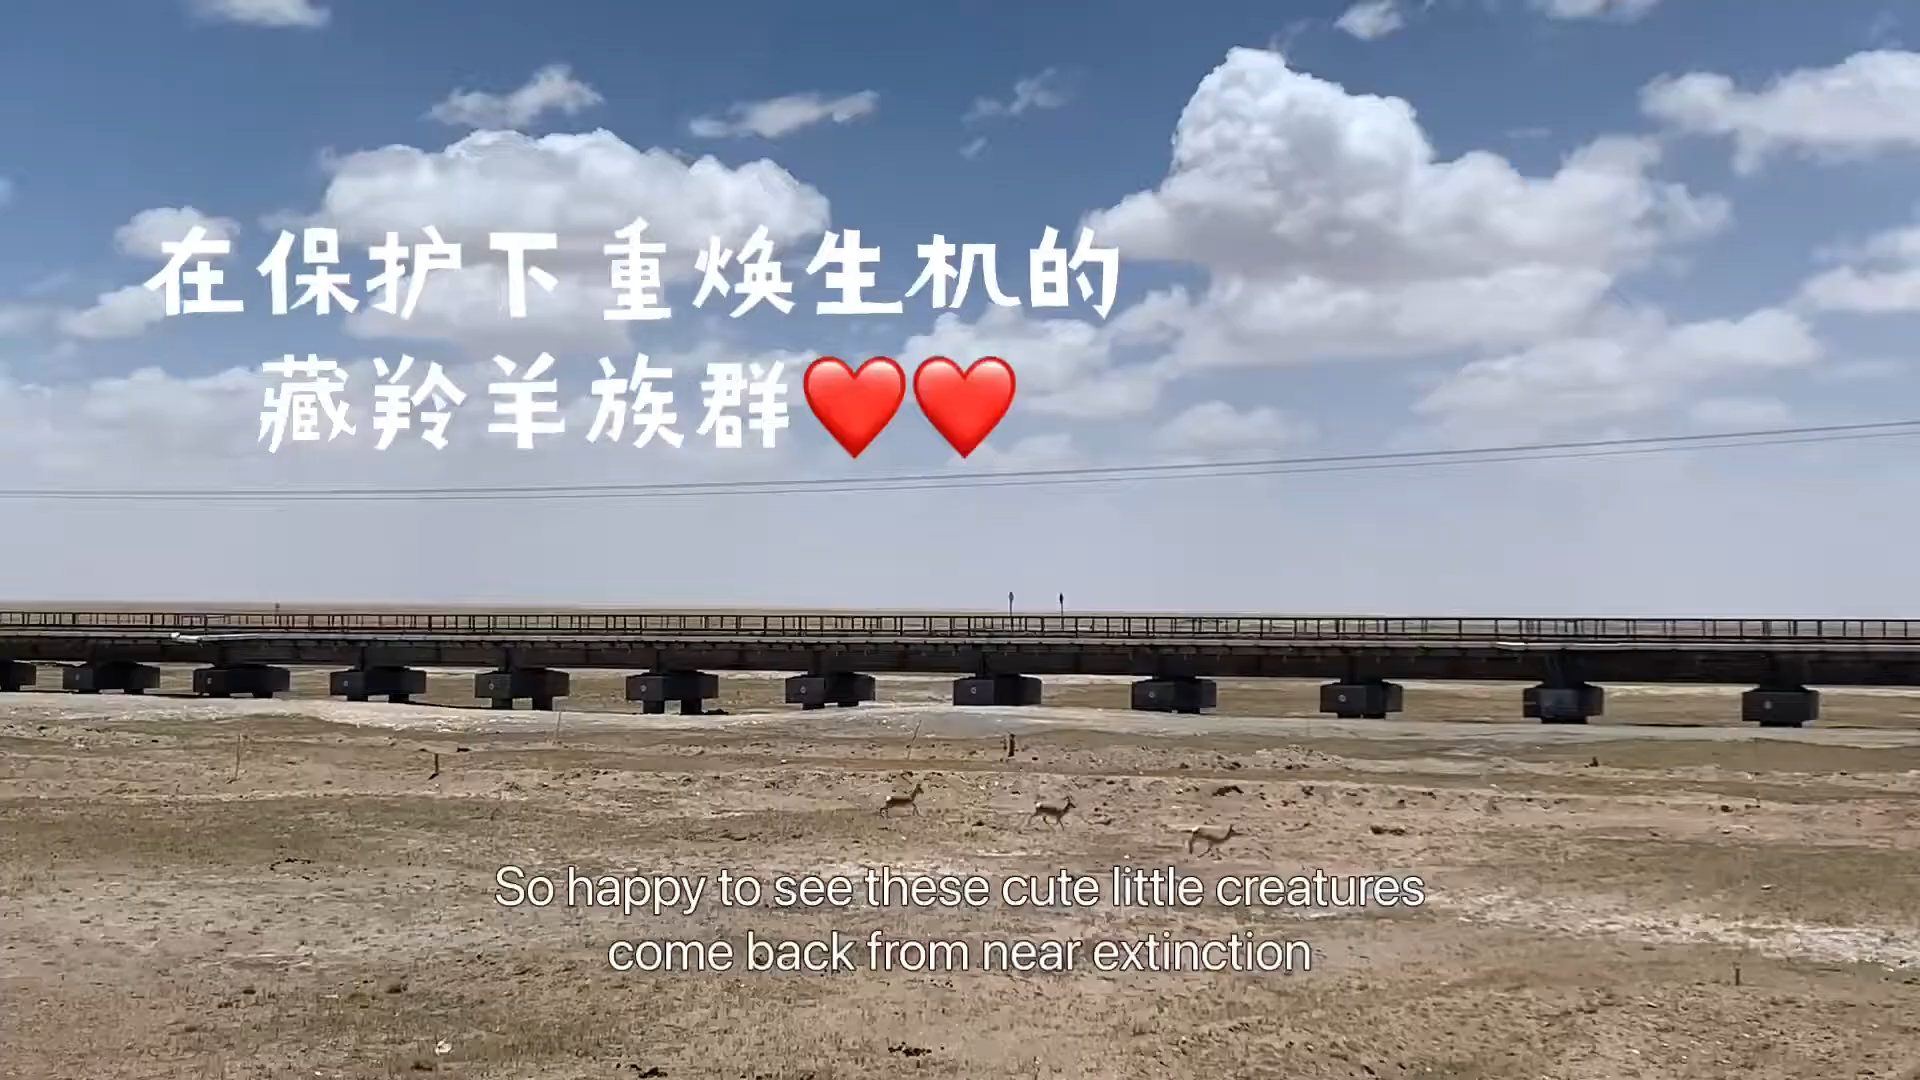 在保护下重焕生机的
藏羚羊族群❤️❤️
So happy to see these cute little creatures
come back from near extinction